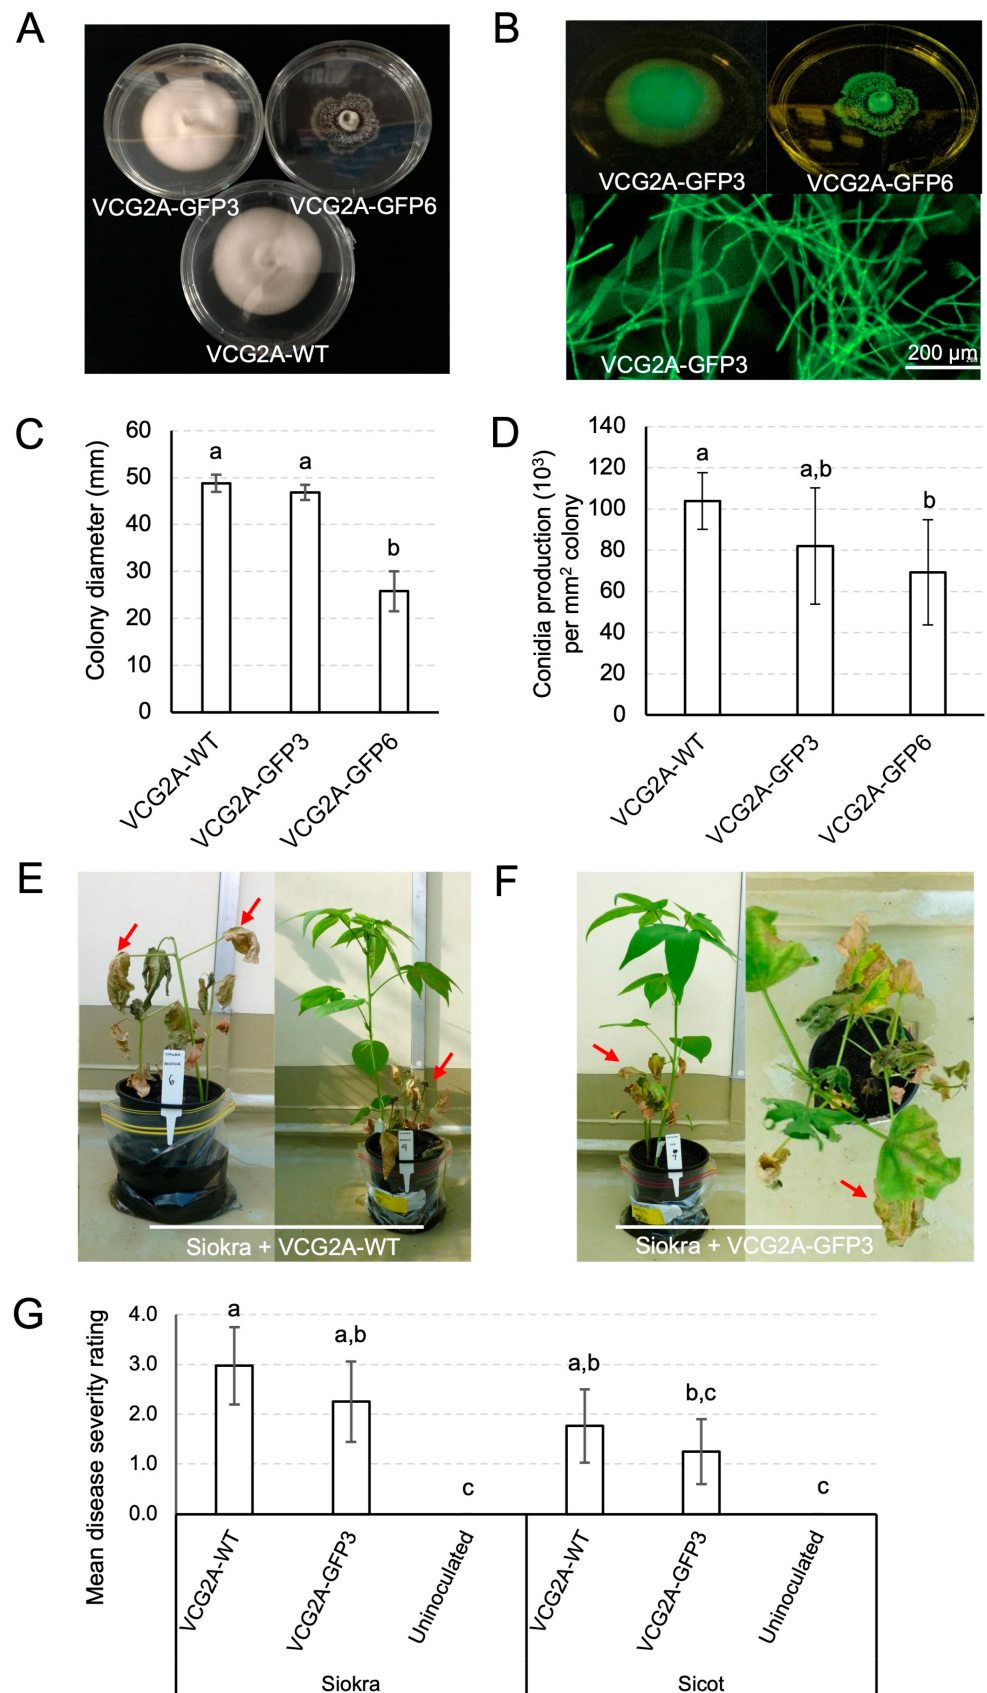 A
B
VCG2A-GFP3
VCG2A-GFP6
VCG2A-WT
VCG2A-GFP3
VCG2A-GFP6
VCG2A-GFP3
200 µm
C
Colony diameter (mm)
60
50
40
30
20
10
0
a
a
b
VCG2A-WT
VCG2A-GFP3
VCG2A-GFP6
D
Conidia production (10³)
per mm² colony
140
120
100
80
60
40
20
0
a
a,b
b
VCG2A-WT
VCG2A-GFP3
VCG2A-GFP6
E
6
9
Siokra + VCG2A-WT
F
Siokra + VCG2A-GFP3
G
Mean disease severity rating
4.0
3.0
2.0
1.0
0.0
a
a,b
c
a,b
b,c
c
VCG2A-WT
VCG2A-GFP3
Uninoculated
VCG2A-WT
VCG2A-GFP3
Uninoculated
Siokra
Sicot